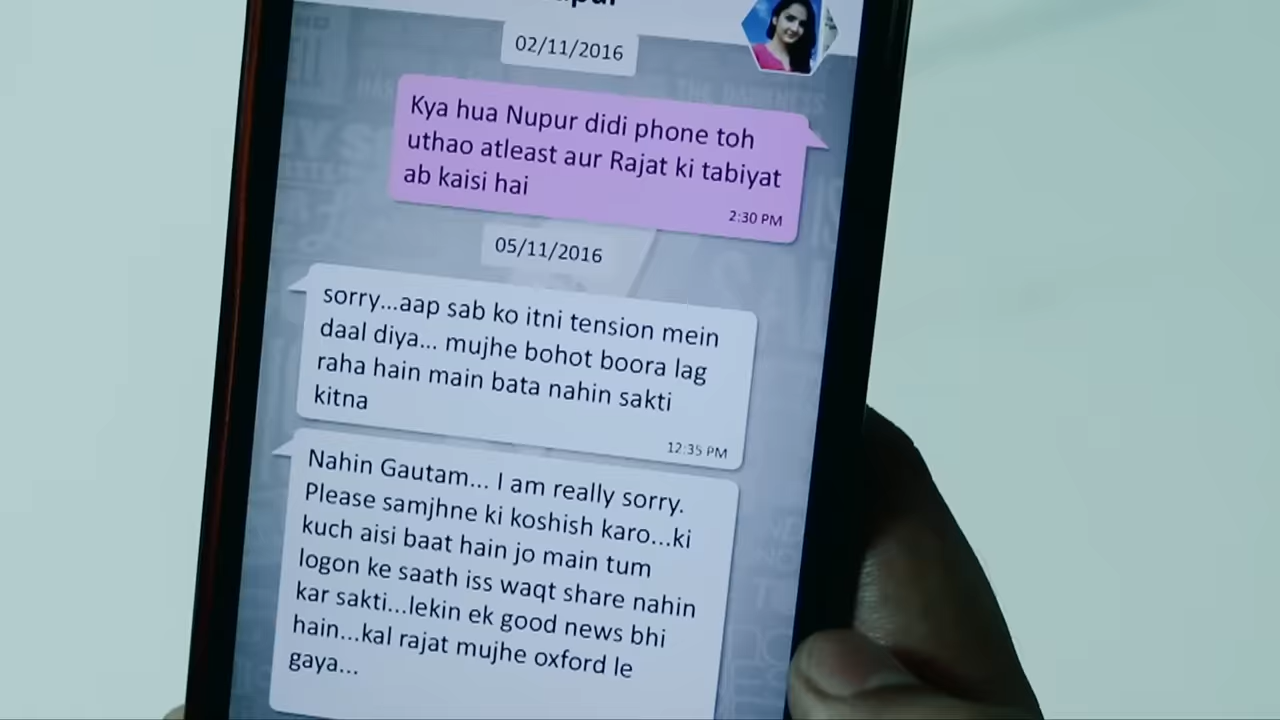 02/11/2016
Kya hua Nupur didi phone toh
uthao atleast aur Rajat ki tabiyat
ab kaisi hai
2:30 PM
05/11/2016
sorry...aap sab ko itni tension mein
daal diya... mujhe bohot boora lag
raha hain main bata nahin sakti
kitna
12:35 PM
Nahin Gautam... I am really sorry.
Please samjhne ki koshish karo...ki
kuch aisi baat hain jo main tum
logon ke saath iss waqt share nahin
kar sakti...lekin ek good news bhi
hain...kal rajat mujhe oxford le
gaya...